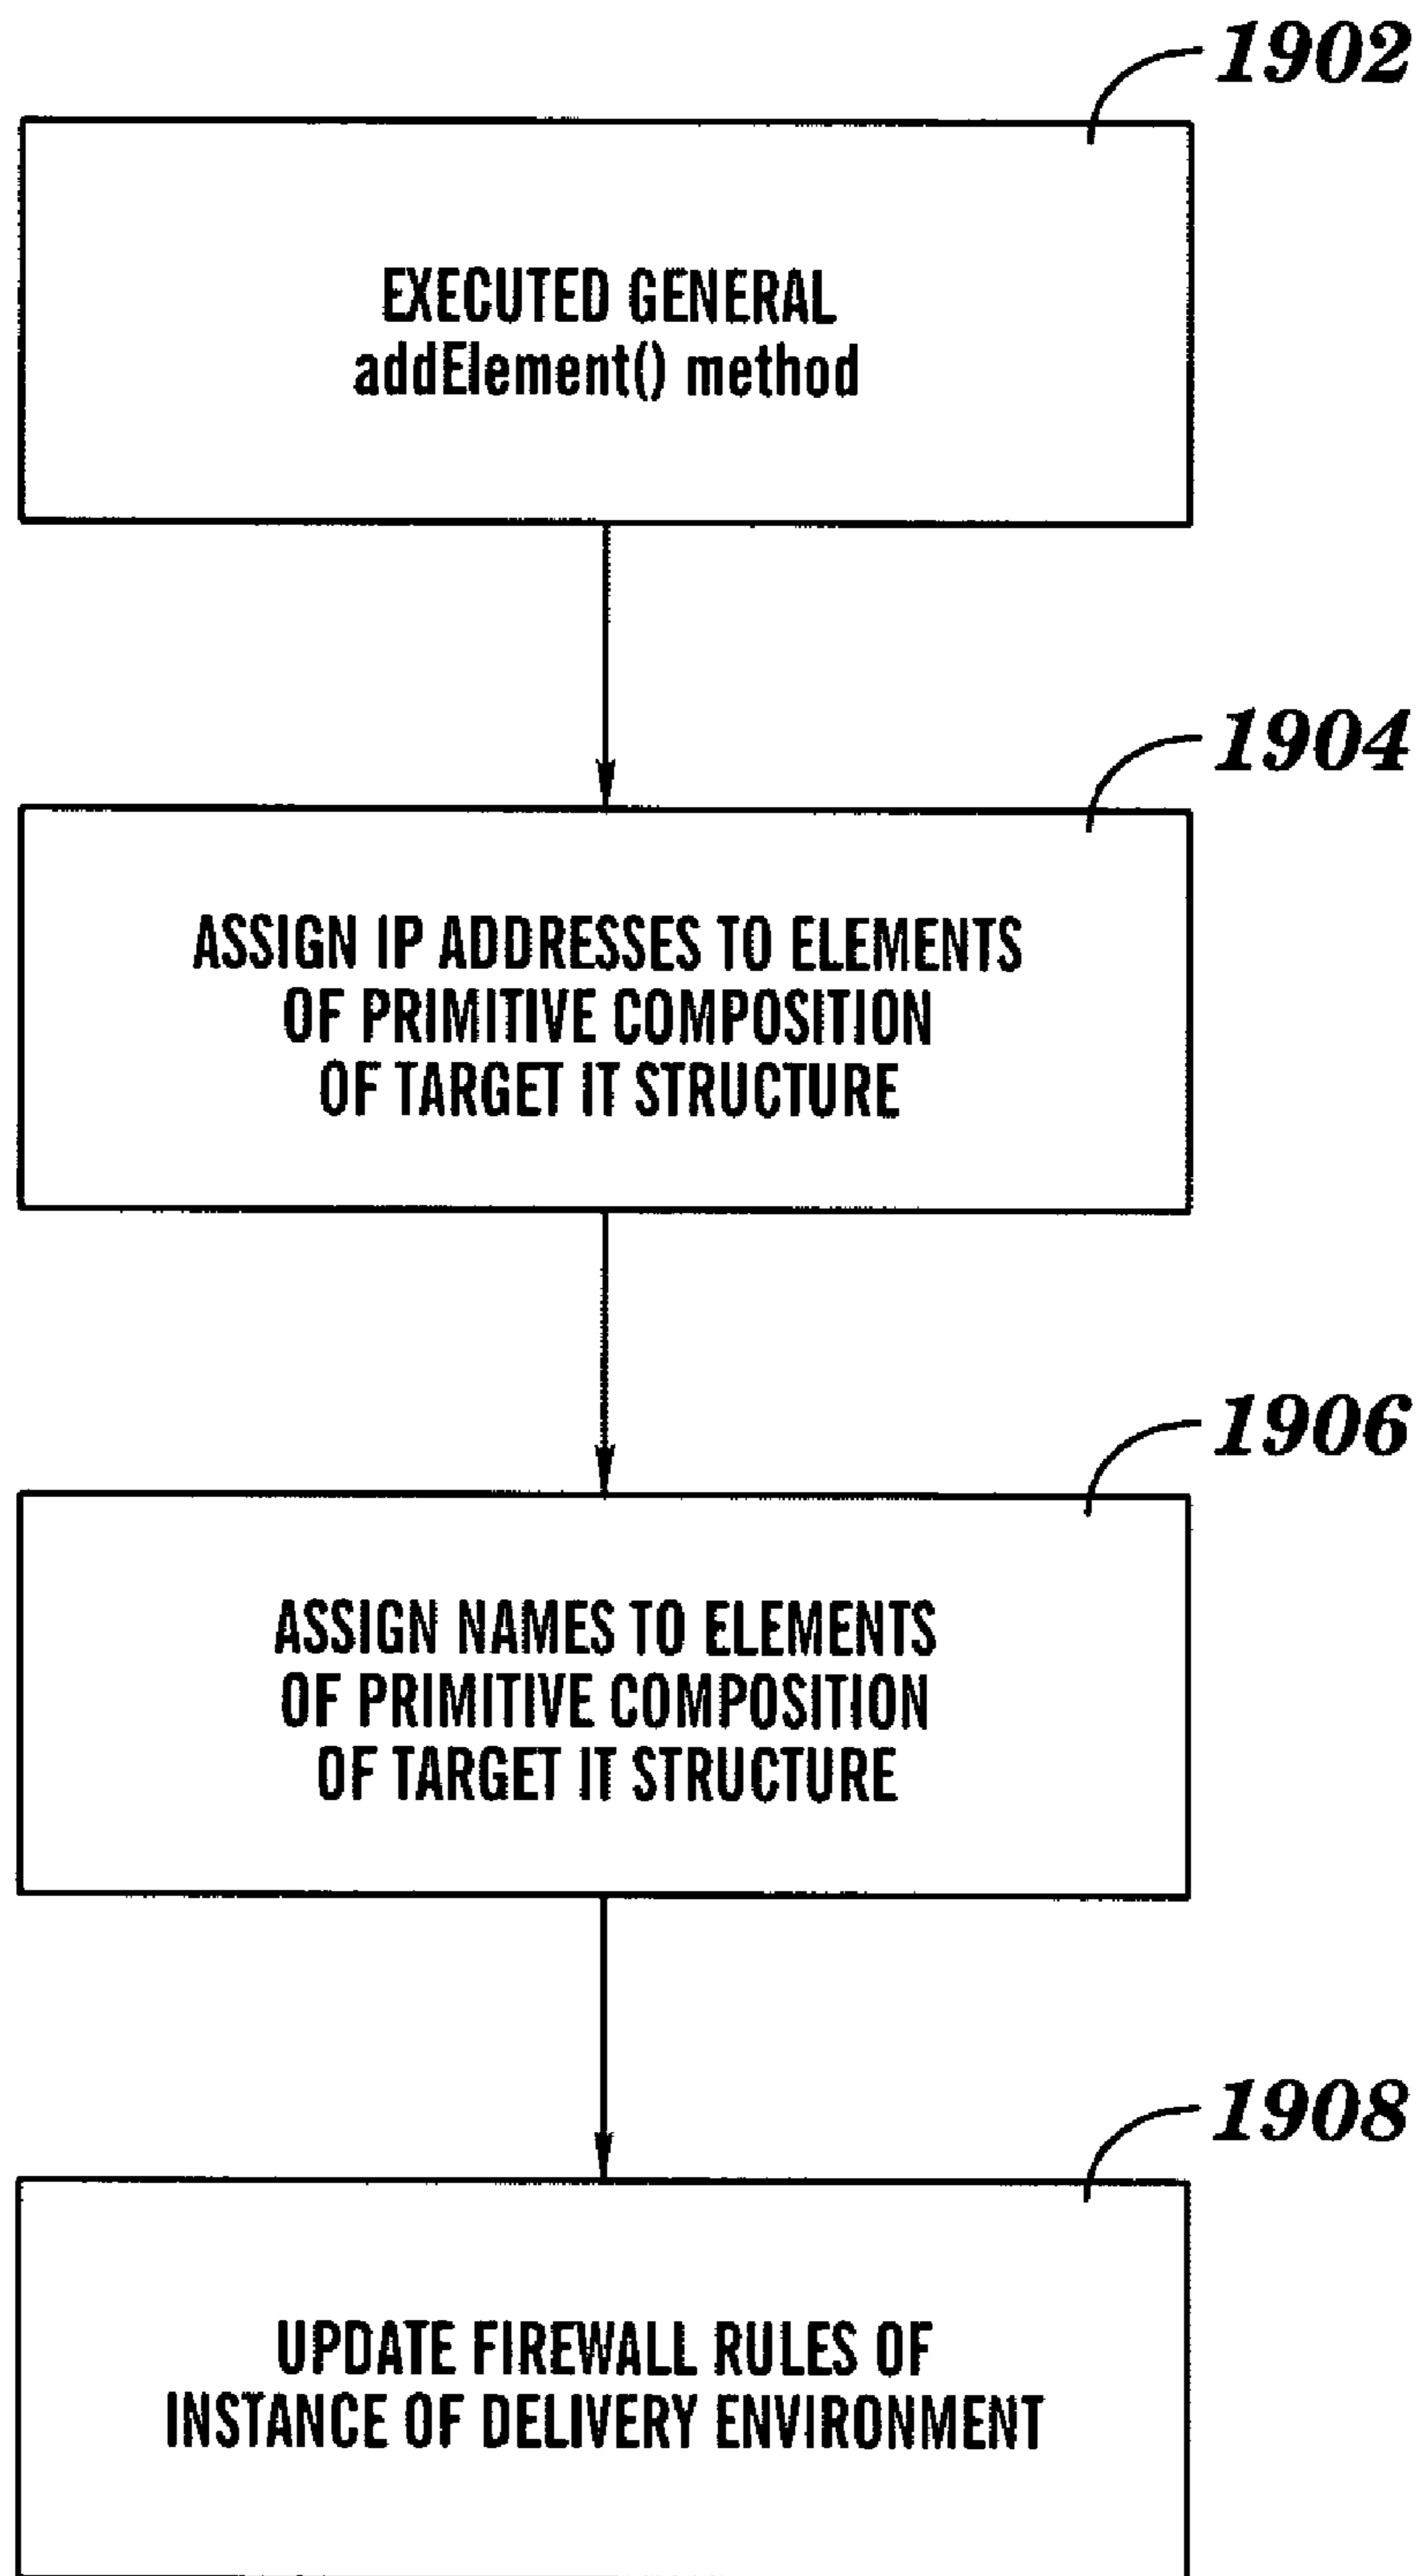 1902
EXECUTED GENERAL
addElement() method
1904
ASSIGN IP ADDRESSES TO ELEMENTS
OF PRIMITIVE COMPOSITION
OF TARGET IT STRUCTURE
1906
ASSIGN NAMES TO ELEMENTS
OF PRIMITIVE COMPOSITION
OF TARGET IT STRUCTURE
1908
UPDATE FIREWALL RULES OF
INSTANCE OF DELIVERY ENVIRONMENT